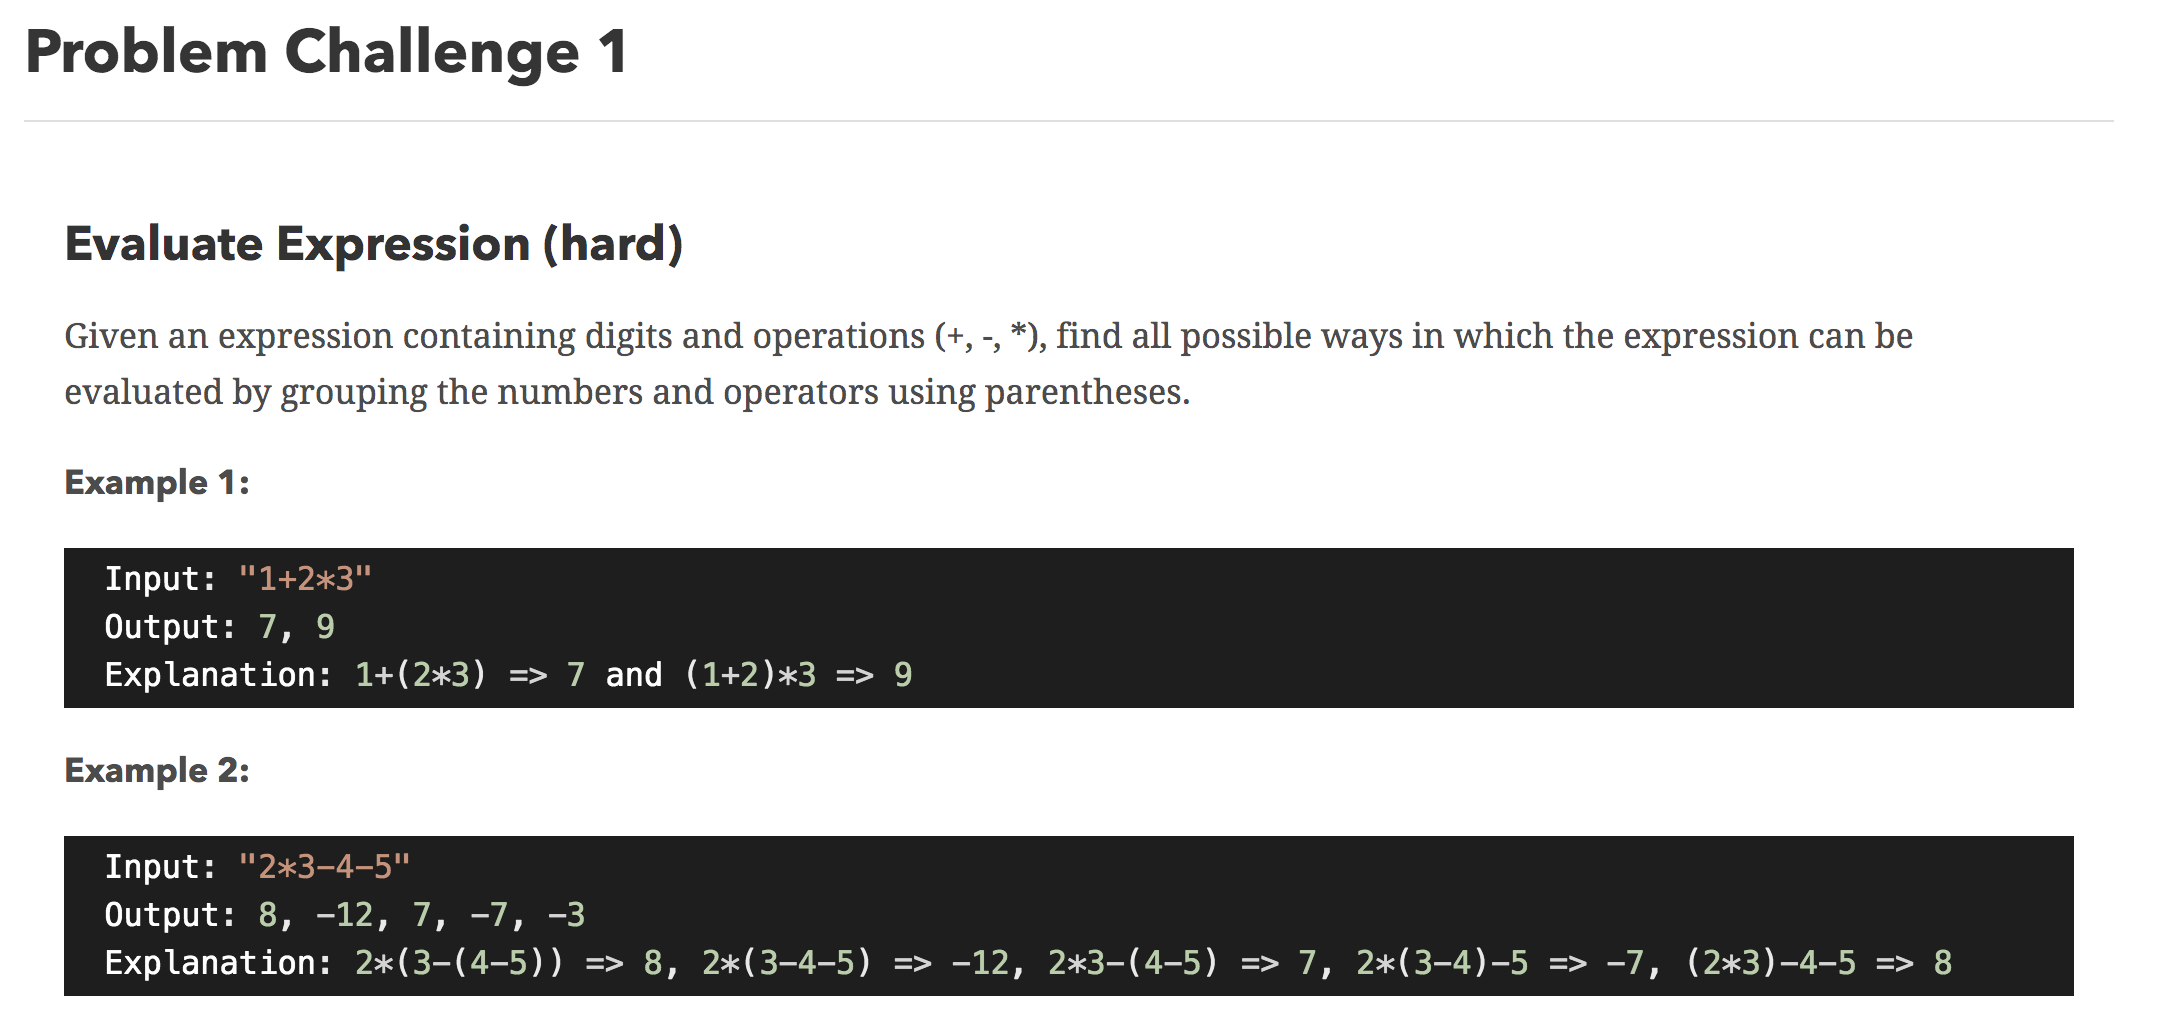 Problem Challenge 1
Evaluate Expression (hard)
Given an expression containing digits and operations (+, -, *), find all possible ways in which the expression can be
evaluated by grouping the numbers and operators using parentheses.
Example 1:
Input: "1+2*3"
Output: 7, 9
Explanation: 1+(2*3) => 7 and (1+2)*3 => 9
Example 2:
Input: "2*3-4-5"
Output: 8, -12, 7, -7, -3
Explanation: 2*(3-(4-5)) => 8, 2*(3-4-5) => -12, 2*3-(4-5) => 7, 2*(3-4)-5 => -7, (2*3)-4-5 => 8